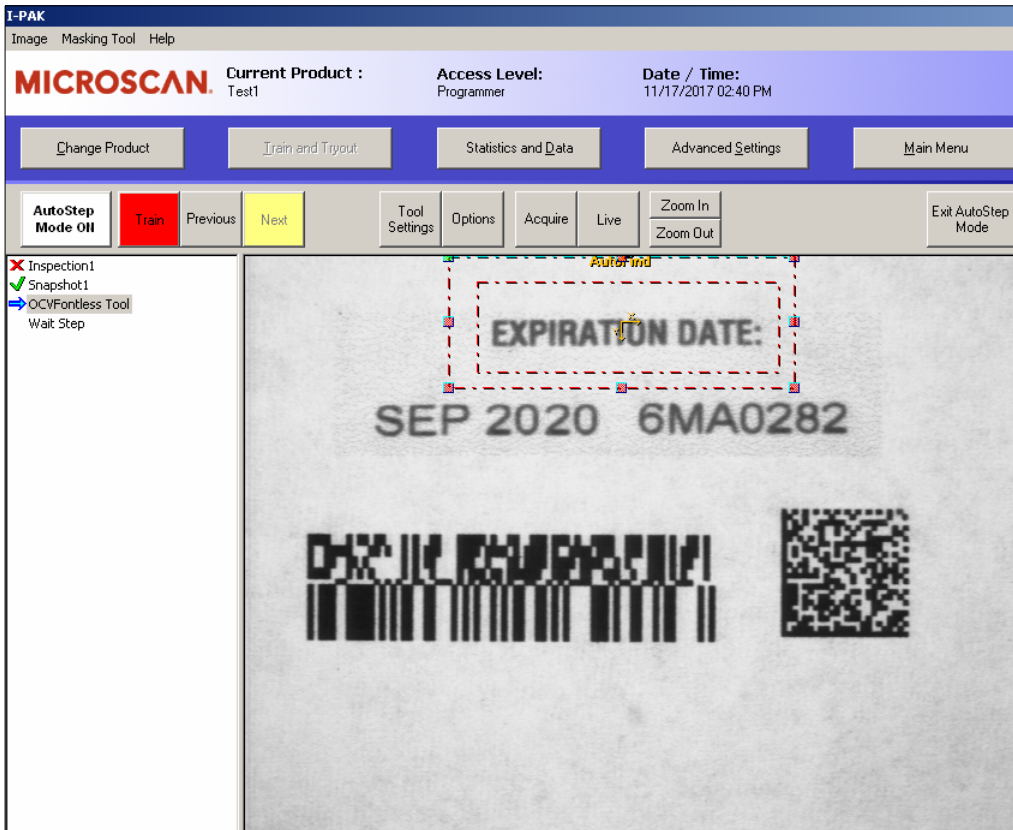 I-PAK
Image Masking Tool Help
MICROSCAN.
Current Product :
Test1
Access Level:
Programmer
Date / Time:
11/17/2017 02:40 PM
Change Product
Train and Tryout
Statistics and Data
Advanced Settings
Main Menu
AutoStep
Mode ON
Train
Previous
Next
Tool
Settings
Options
Acquire
Live
Zoom In
Zoom Out
Exit AutoStep
Mode
Inspection1
Snapshot1
OCVFontless Tool
Wait Step
AutoFind
EXPIRATION DATE:
SEP 2020 6MA0282